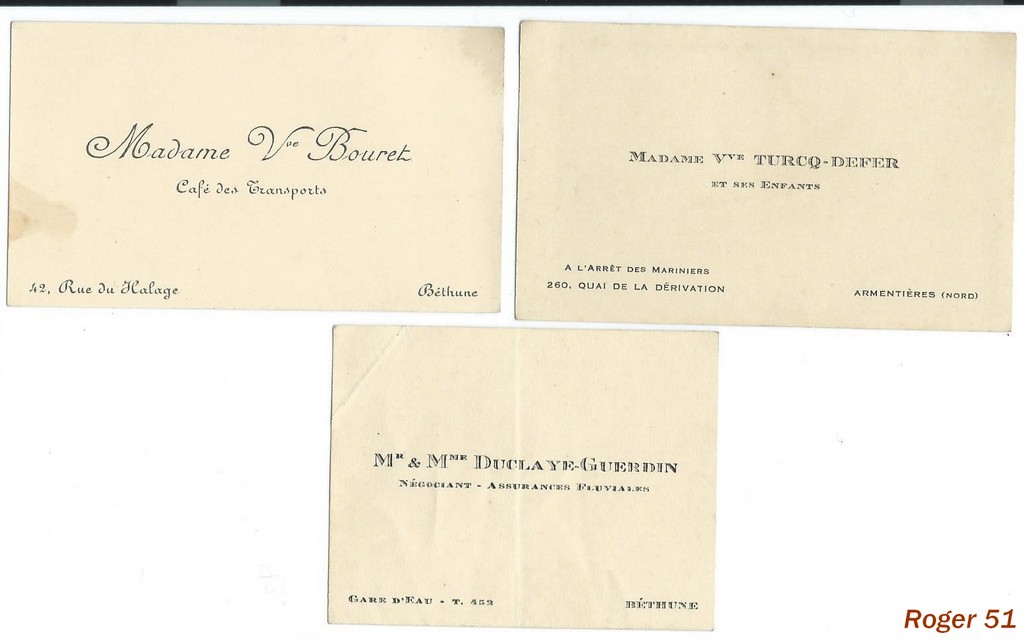 Madame Vve Bouret
Café des Transports
42, Rue du Halage
Béthune
MADAME VVE TURCQ-DEFER
ET SES ENFANTS
A L'ARRÊT DES MARINIERS
260, QUAI DE LA DÉRIVATION
ARMENTIÈRES (NORD)
MR & MME DUCLAYE-GUERDIN
NÉGOCIANT - ASSURANCES FLUVIALES
GARE D'EAU - T. 452
BÉTHUNE
Roger 51